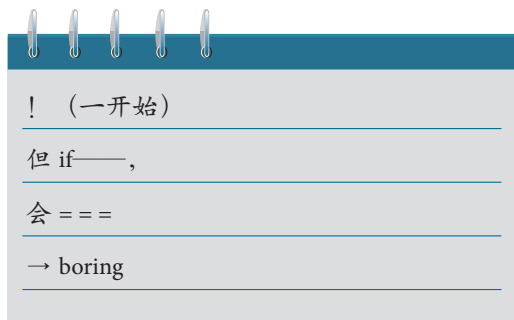 ！（一开始）
但 if——,
会 = = =
→ boring